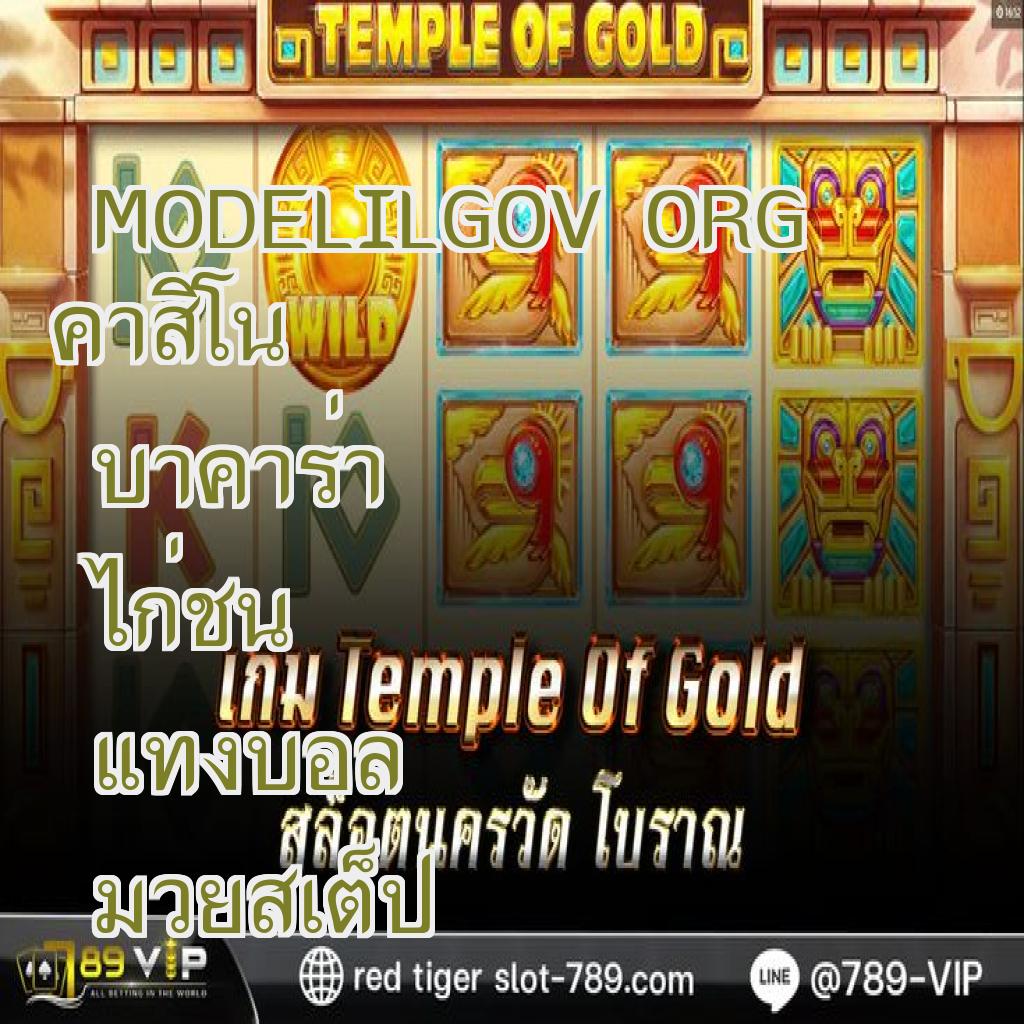 TEMPLE OF GOLD
MODELILGOV ORG
WILD
คาสิโน
K
10
บาคาร่า
ไก่ชน
เกม Temple Of Gold
แทงบอล
สล็อตนครวัด โบราณ
มวยสเต็ป
789 VIP
ALL BETTING IN THE WORLD
red tiger slot-789.com
LINE
@789-VIP